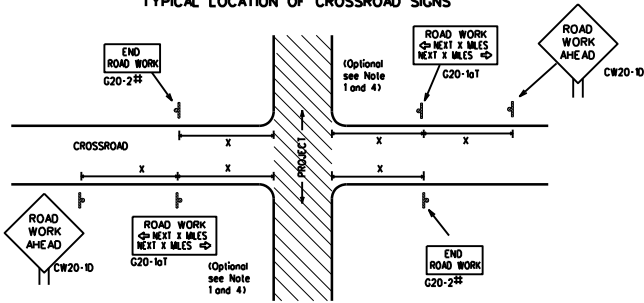 TYPICAL LOCATION OF CROSSROAD SIGNS
END
ROAD WORK
G20-2##
(Optional
see Note
1 and 4)
ROAD WORK
⇦ NEXT X MILES
NEXT X MILES ⇨
G20-1aT
ROAD
WORK
AHEAD
CW20-1D
X
X
X
CROSSROAD
PROJECT
X
X
X
ROAD
WORK
AHEAD
CW20-1D
ROAD WORK
⇦ NEXT X MILES
NEXT X MILES ⇨
G20-1aT
(Optional
see Note
1 and 4)
END
ROAD WORK
G20-2##